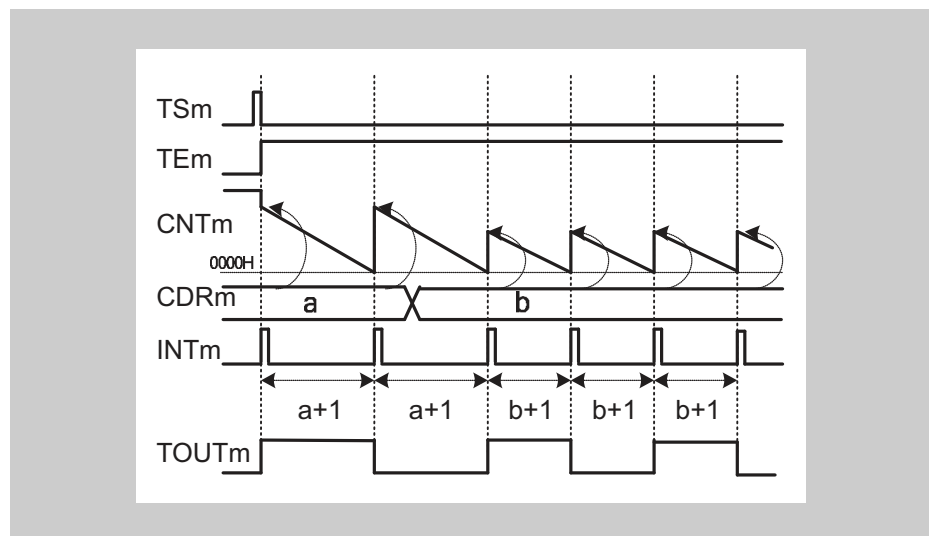 TSm
TEm
CNTm
0000H
CDRm
a b
INTm
a+1 a+1 b+1 b+1 b+1
TOUTm